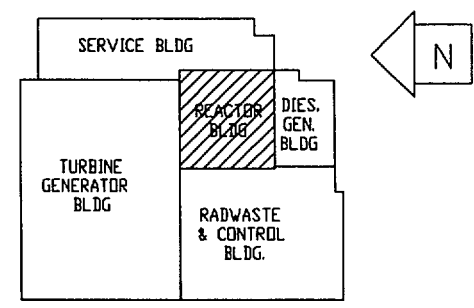 SERVICE BLDG
N
REACTOR
BLDG
DIES.
GEN.
BLDG
TURBINE
GENERATOR
BLDG
RADWASTE
& CONTROL
BLDG.